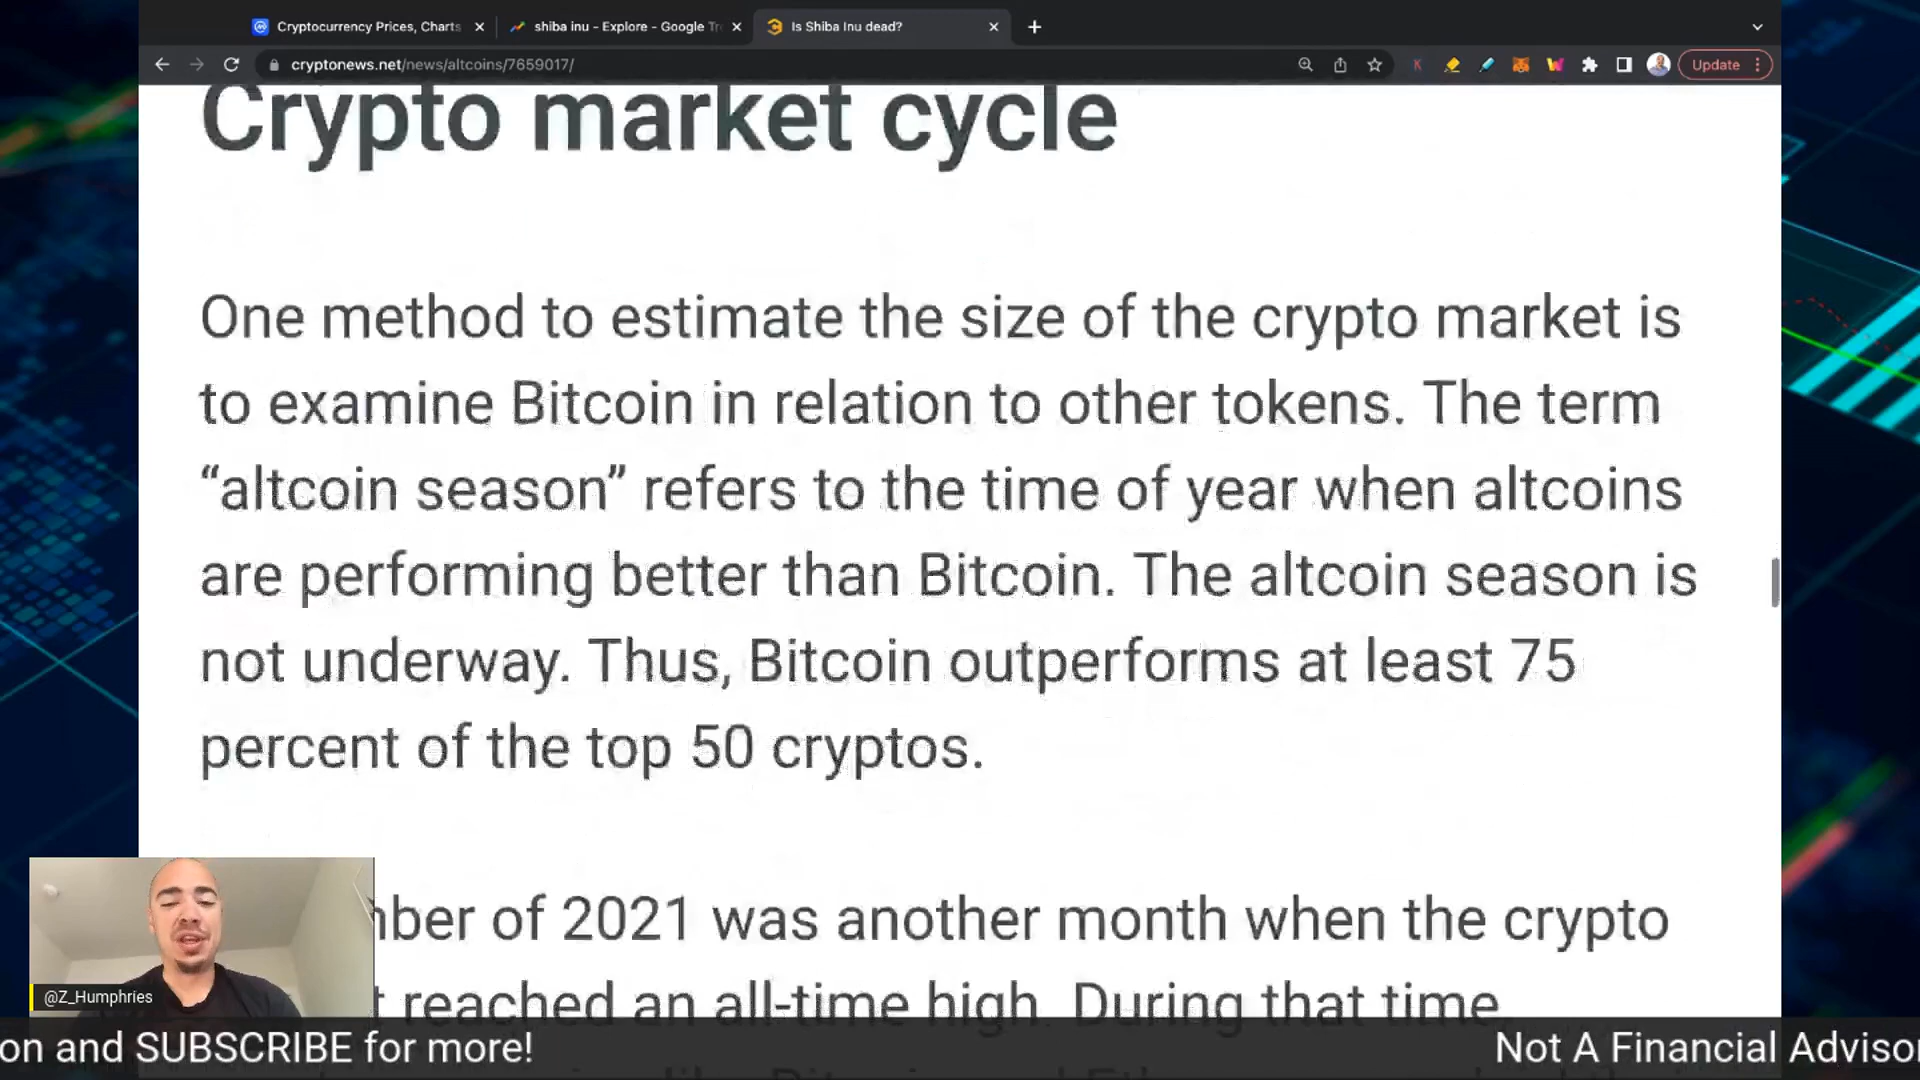 Cryptocurrency Prices, Charts
shiba inu - Explore - Google Tr
Is Shiba Inu dead?
cryptonews.net/news/altcoins/7659017/
Update
Crypto market cycle
One method to estimate the size of the crypto market is
to examine Bitcoin in relation to other tokens. The term
“altcoin season” refers to the time of year when altcoins
are performing better than Bitcoin. The altcoin season is
not underway. Thus, Bitcoin outperforms at least 75
percent of the top 50 cryptos.
mber of 2021 was another month when the crypto
t reached an all-time high. During that time
@Z_Humphries
on and SUBSCRIBE for more!
Not A Financial Advisor